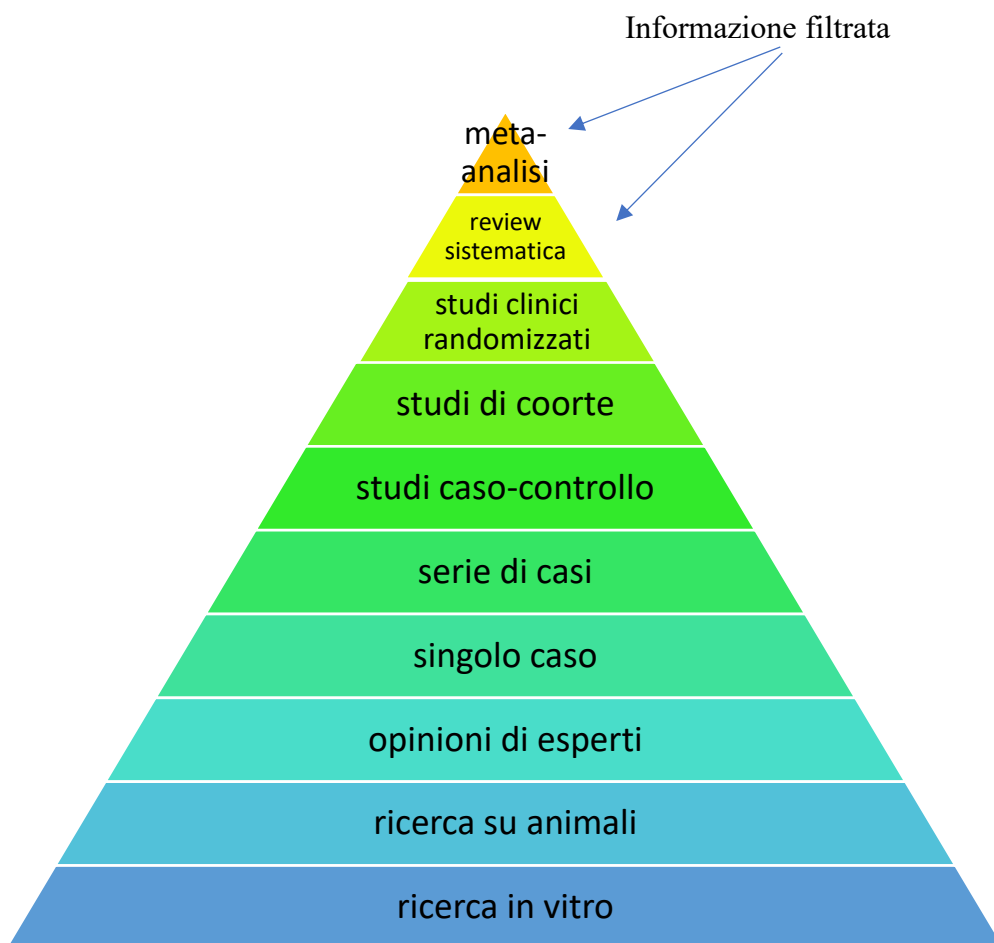 Informazione filtrata
meta-
analisi
review
sistematica
studi clinici
randomizzati
studi di coorte
studi caso-controllo
serie di casi
singolo caso
opinioni di esperti
ricerca su animali
ricerca in vitro